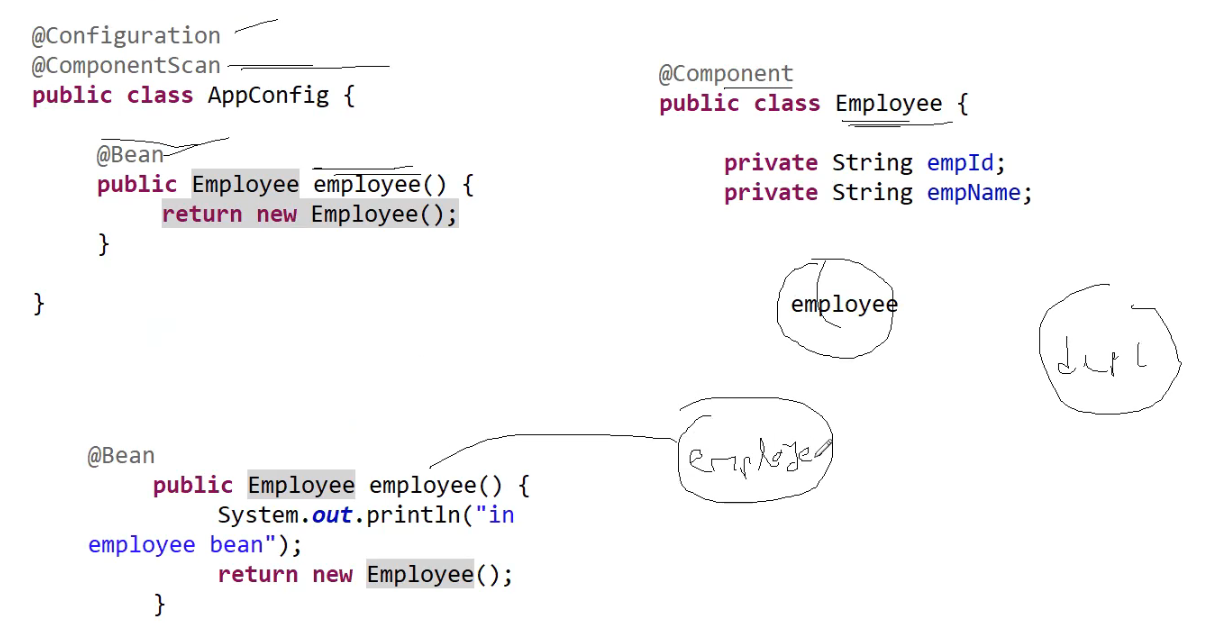 @Configuration
@ComponentScan
public class AppConfig {
@Bean
public Employee employee() {
return new Employee();
}
}
@Component
public class Employee {
private String empId;
private String empName;
employee
@Bean
public Employee employee() {
System.out.println("in
employee bean");
return new Employee();
}
employee